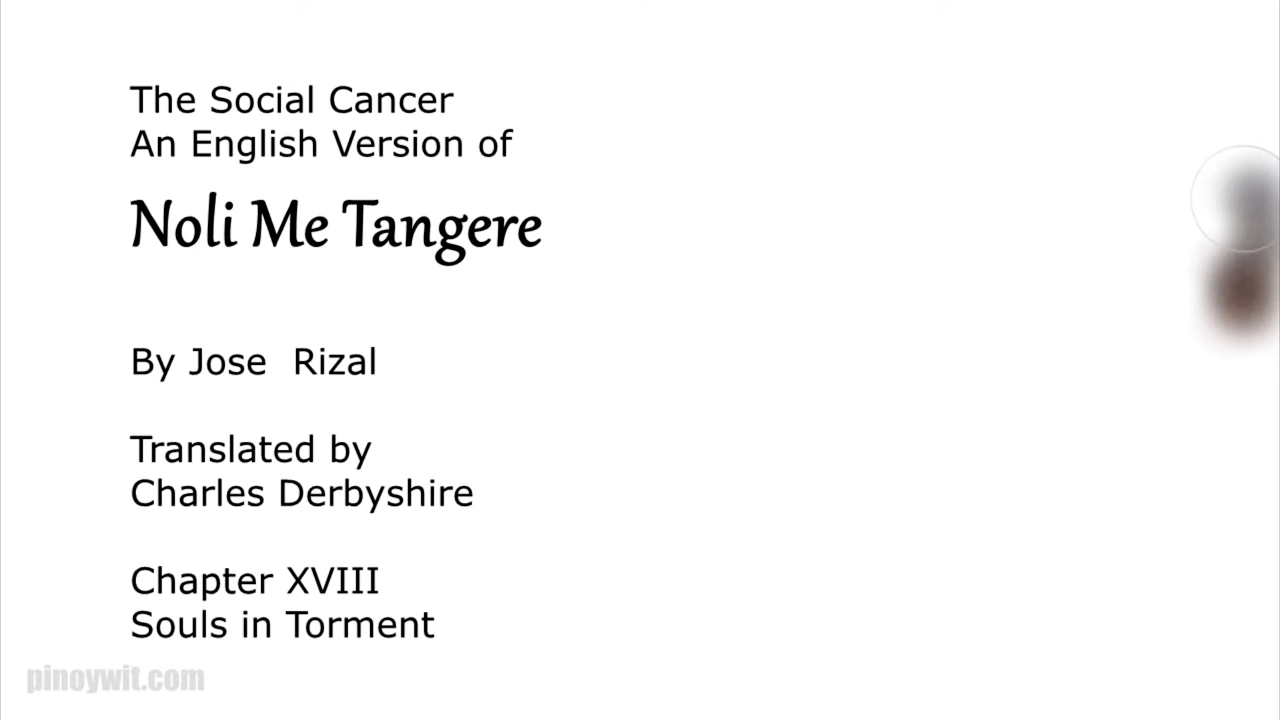 The Social Cancer
An English Version of
Noli Me Tangere
By Jose Rizal
Translated by
Charles Derbyshire
Chapter XVIII
Souls in Torment
pinoywit.com